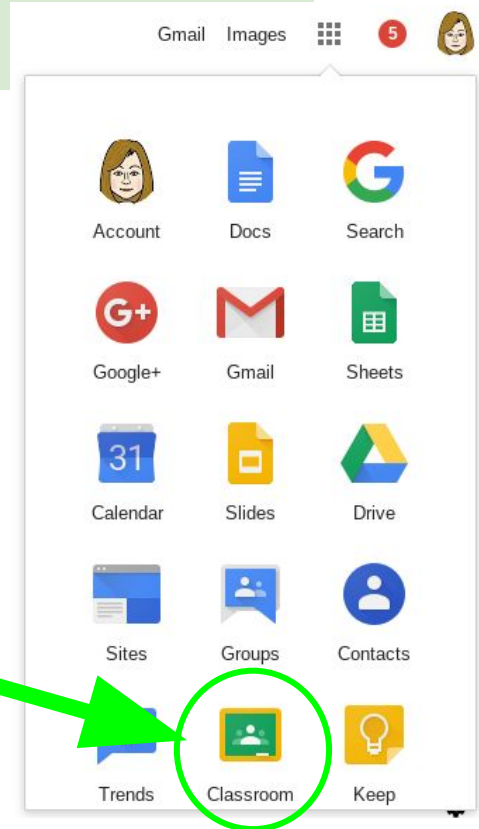 Gmail Images 5
Account Docs Search
G+
Google+ Gmail Sheets
31
Calendar Slides Drive
Sites Groups Contacts
Trends Classroom Keep